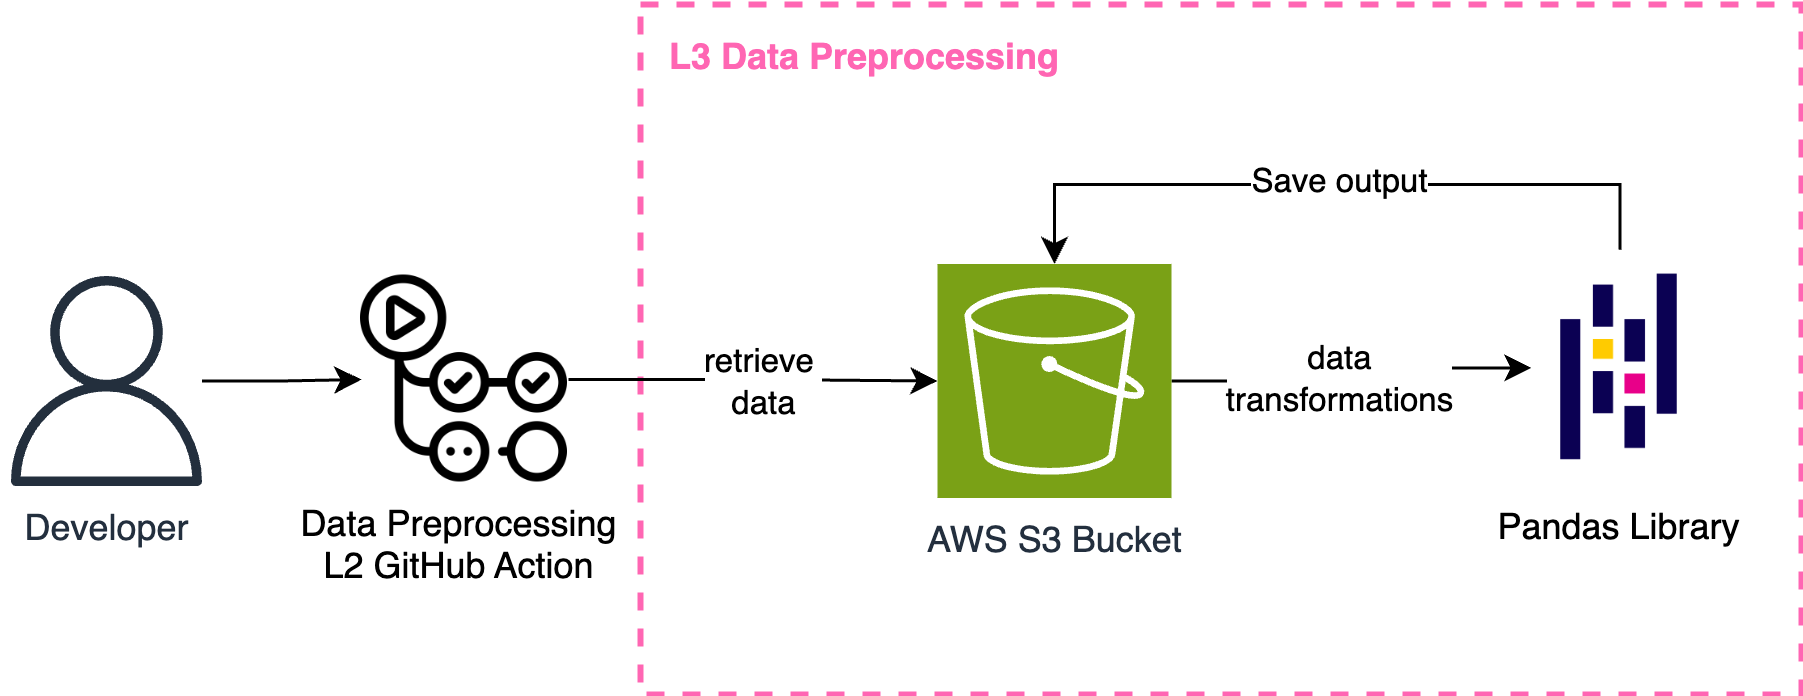 L3 Data Preprocessing
Save output
retrieve
data
data
transformations
Developer
Data Preprocessing
L2 GitHub Action
AWS S3 Bucket
Pandas Library